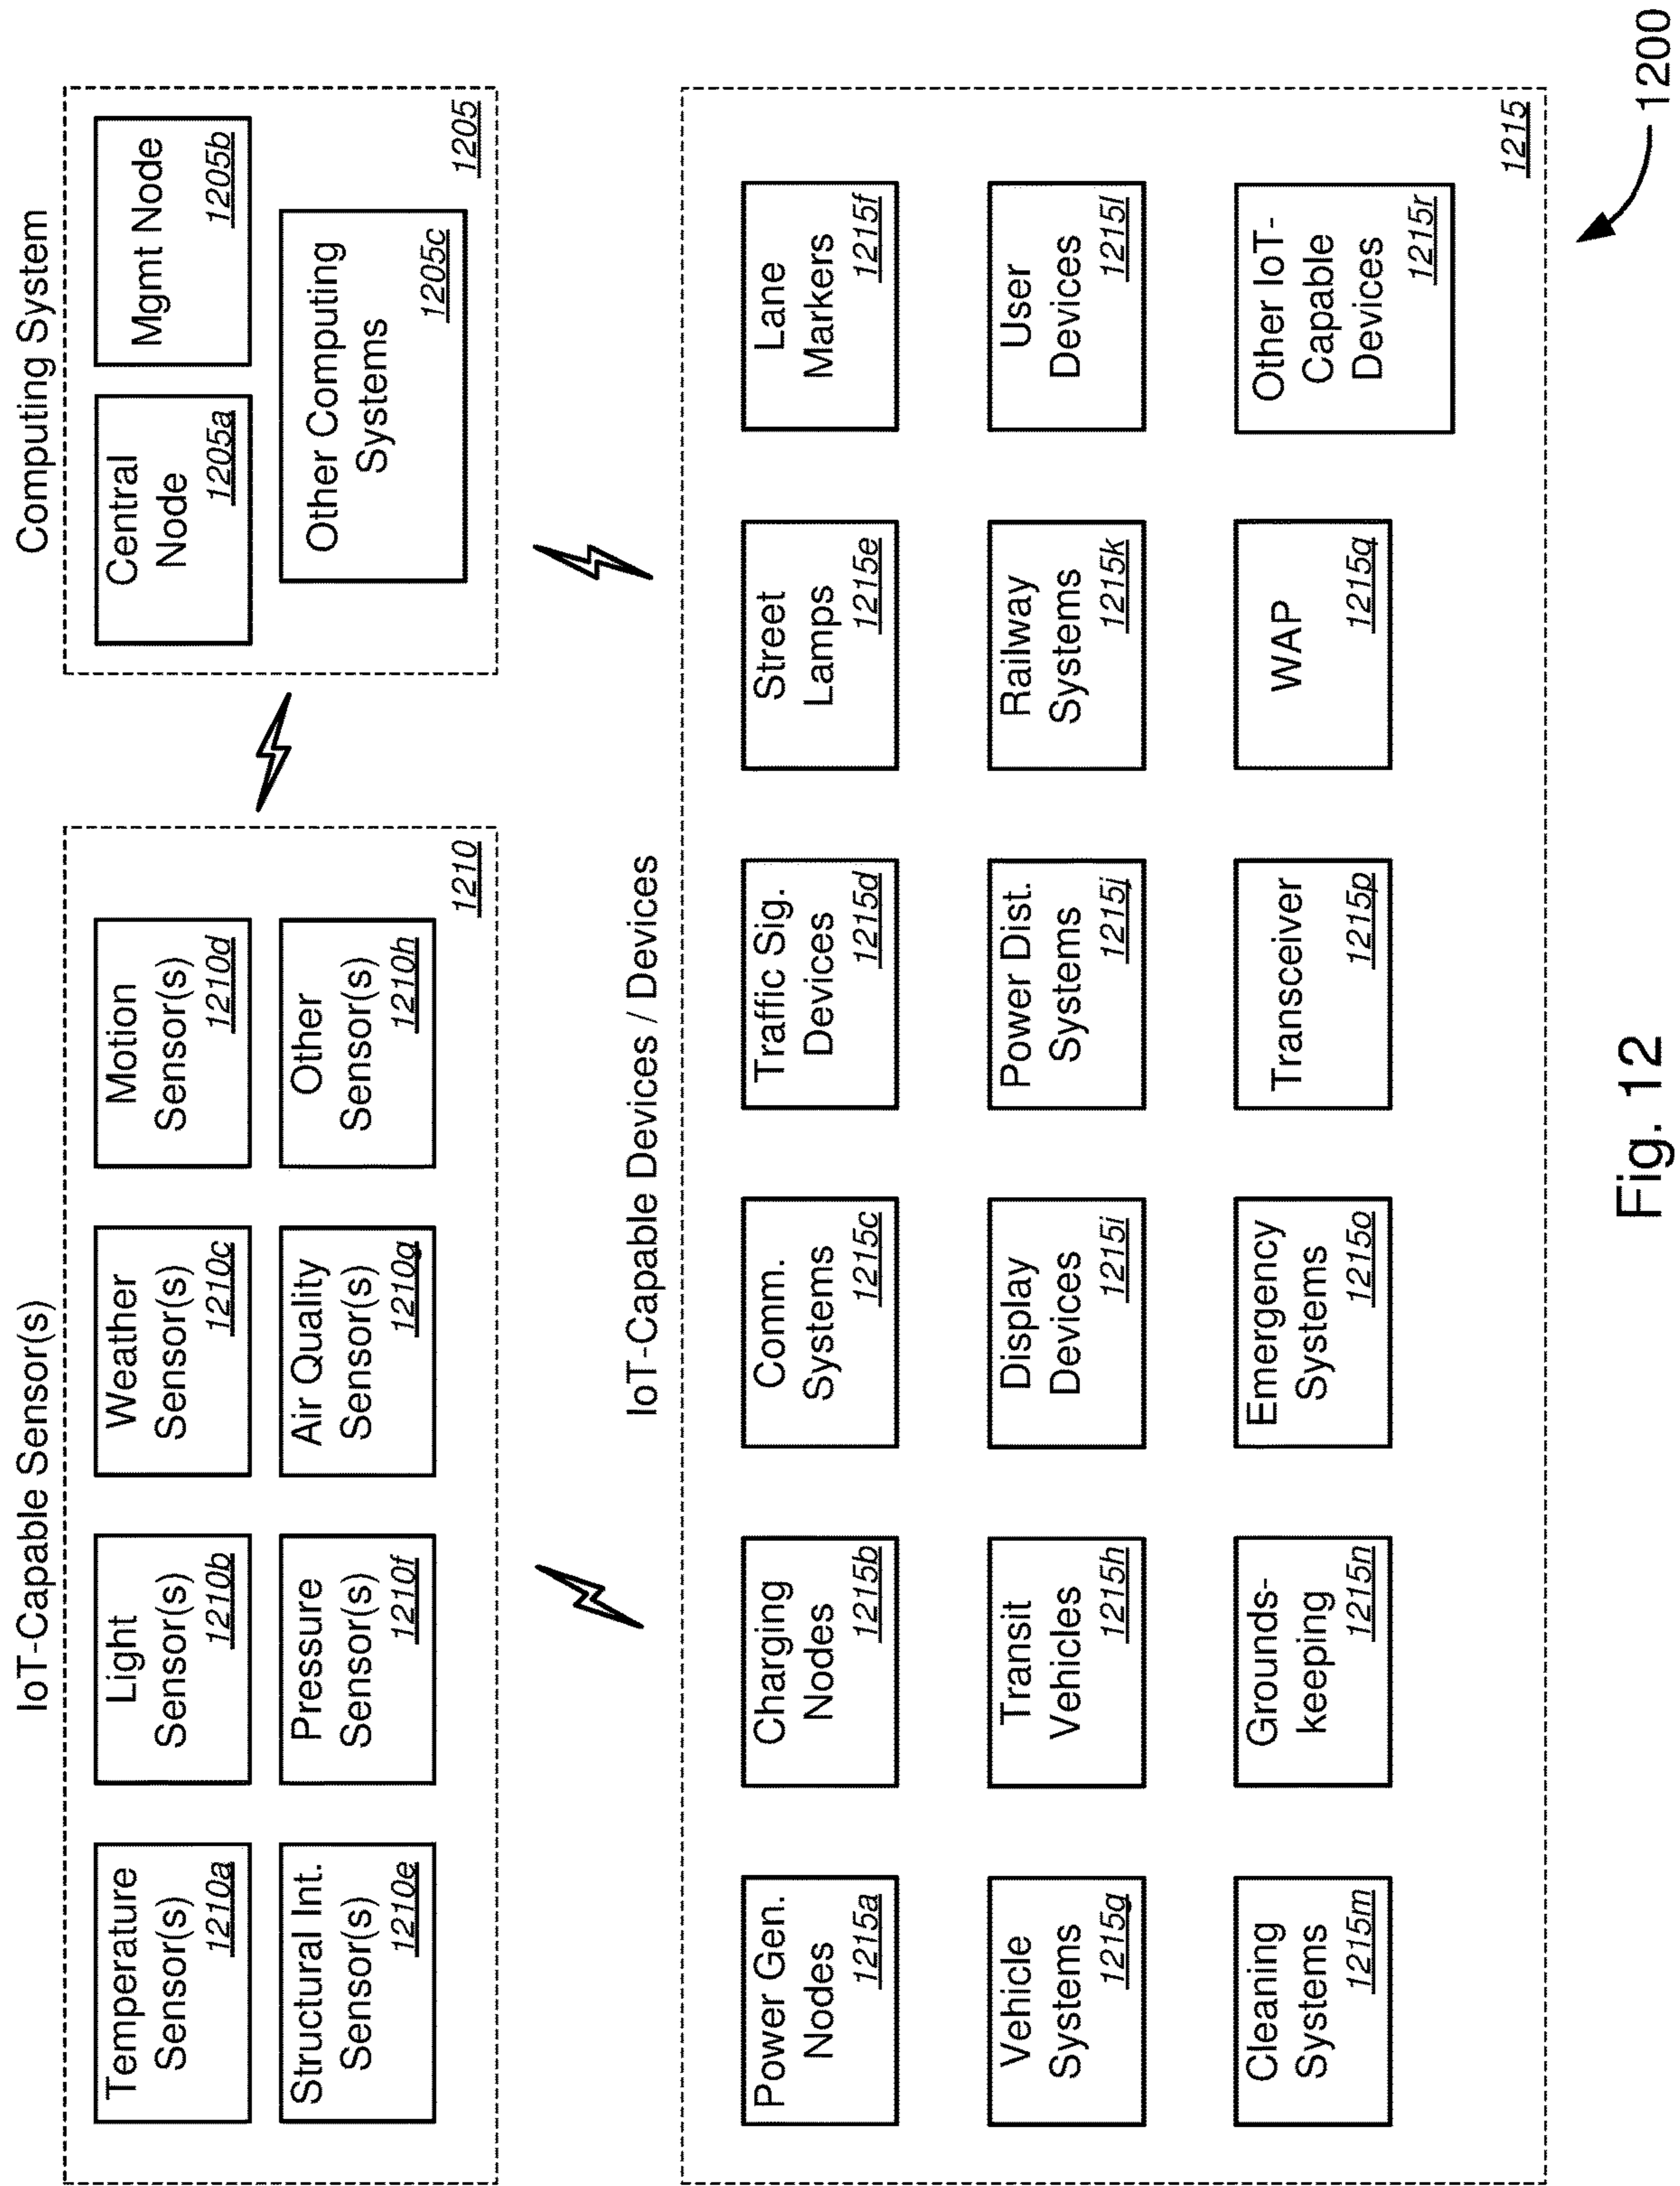 IoT-Capable Sensor(s)
Temperature
Sensor(s)
1210a
Light
Sensor(s)
1210b
Weather
Sensor(s)
1210c
Motion
Sensor(s)
1210d
Structural Int.
Sensor(s)
1210e
Pressure
Sensor(s)
1210f
Air Quality
Sensor(s)
1210g
Other
Sensor(s)
1210h
1210
Computing System
Central
Node
1205a
Mgmt Node
1205b
Other Computing
Systems
1205c
1205
IoT-Capable Devices / Devices
Power Gen.
Nodes
1215a
Charging
Nodes
1215b
Comm.
Systems
1215c
Traffic Sig.
Devices
1215d
Street
Lamps
1215e
Lane
Markers
1215f
Vehicle
Systems
1215g
Transit
Vehicles
1215h
Display
Devices
1215i
Power Dist.
Systems
1215j
Railway
Systems
1215k
User
Devices
1215l
Cleaning
Systems
1215m
Grounds-
keeping
1215n
Emergency
Systems
1215o
Transceiver
1215p
WAP
1215q
Other IoT-
Capable
Devices
1215r
1215
1200
Fig. 12